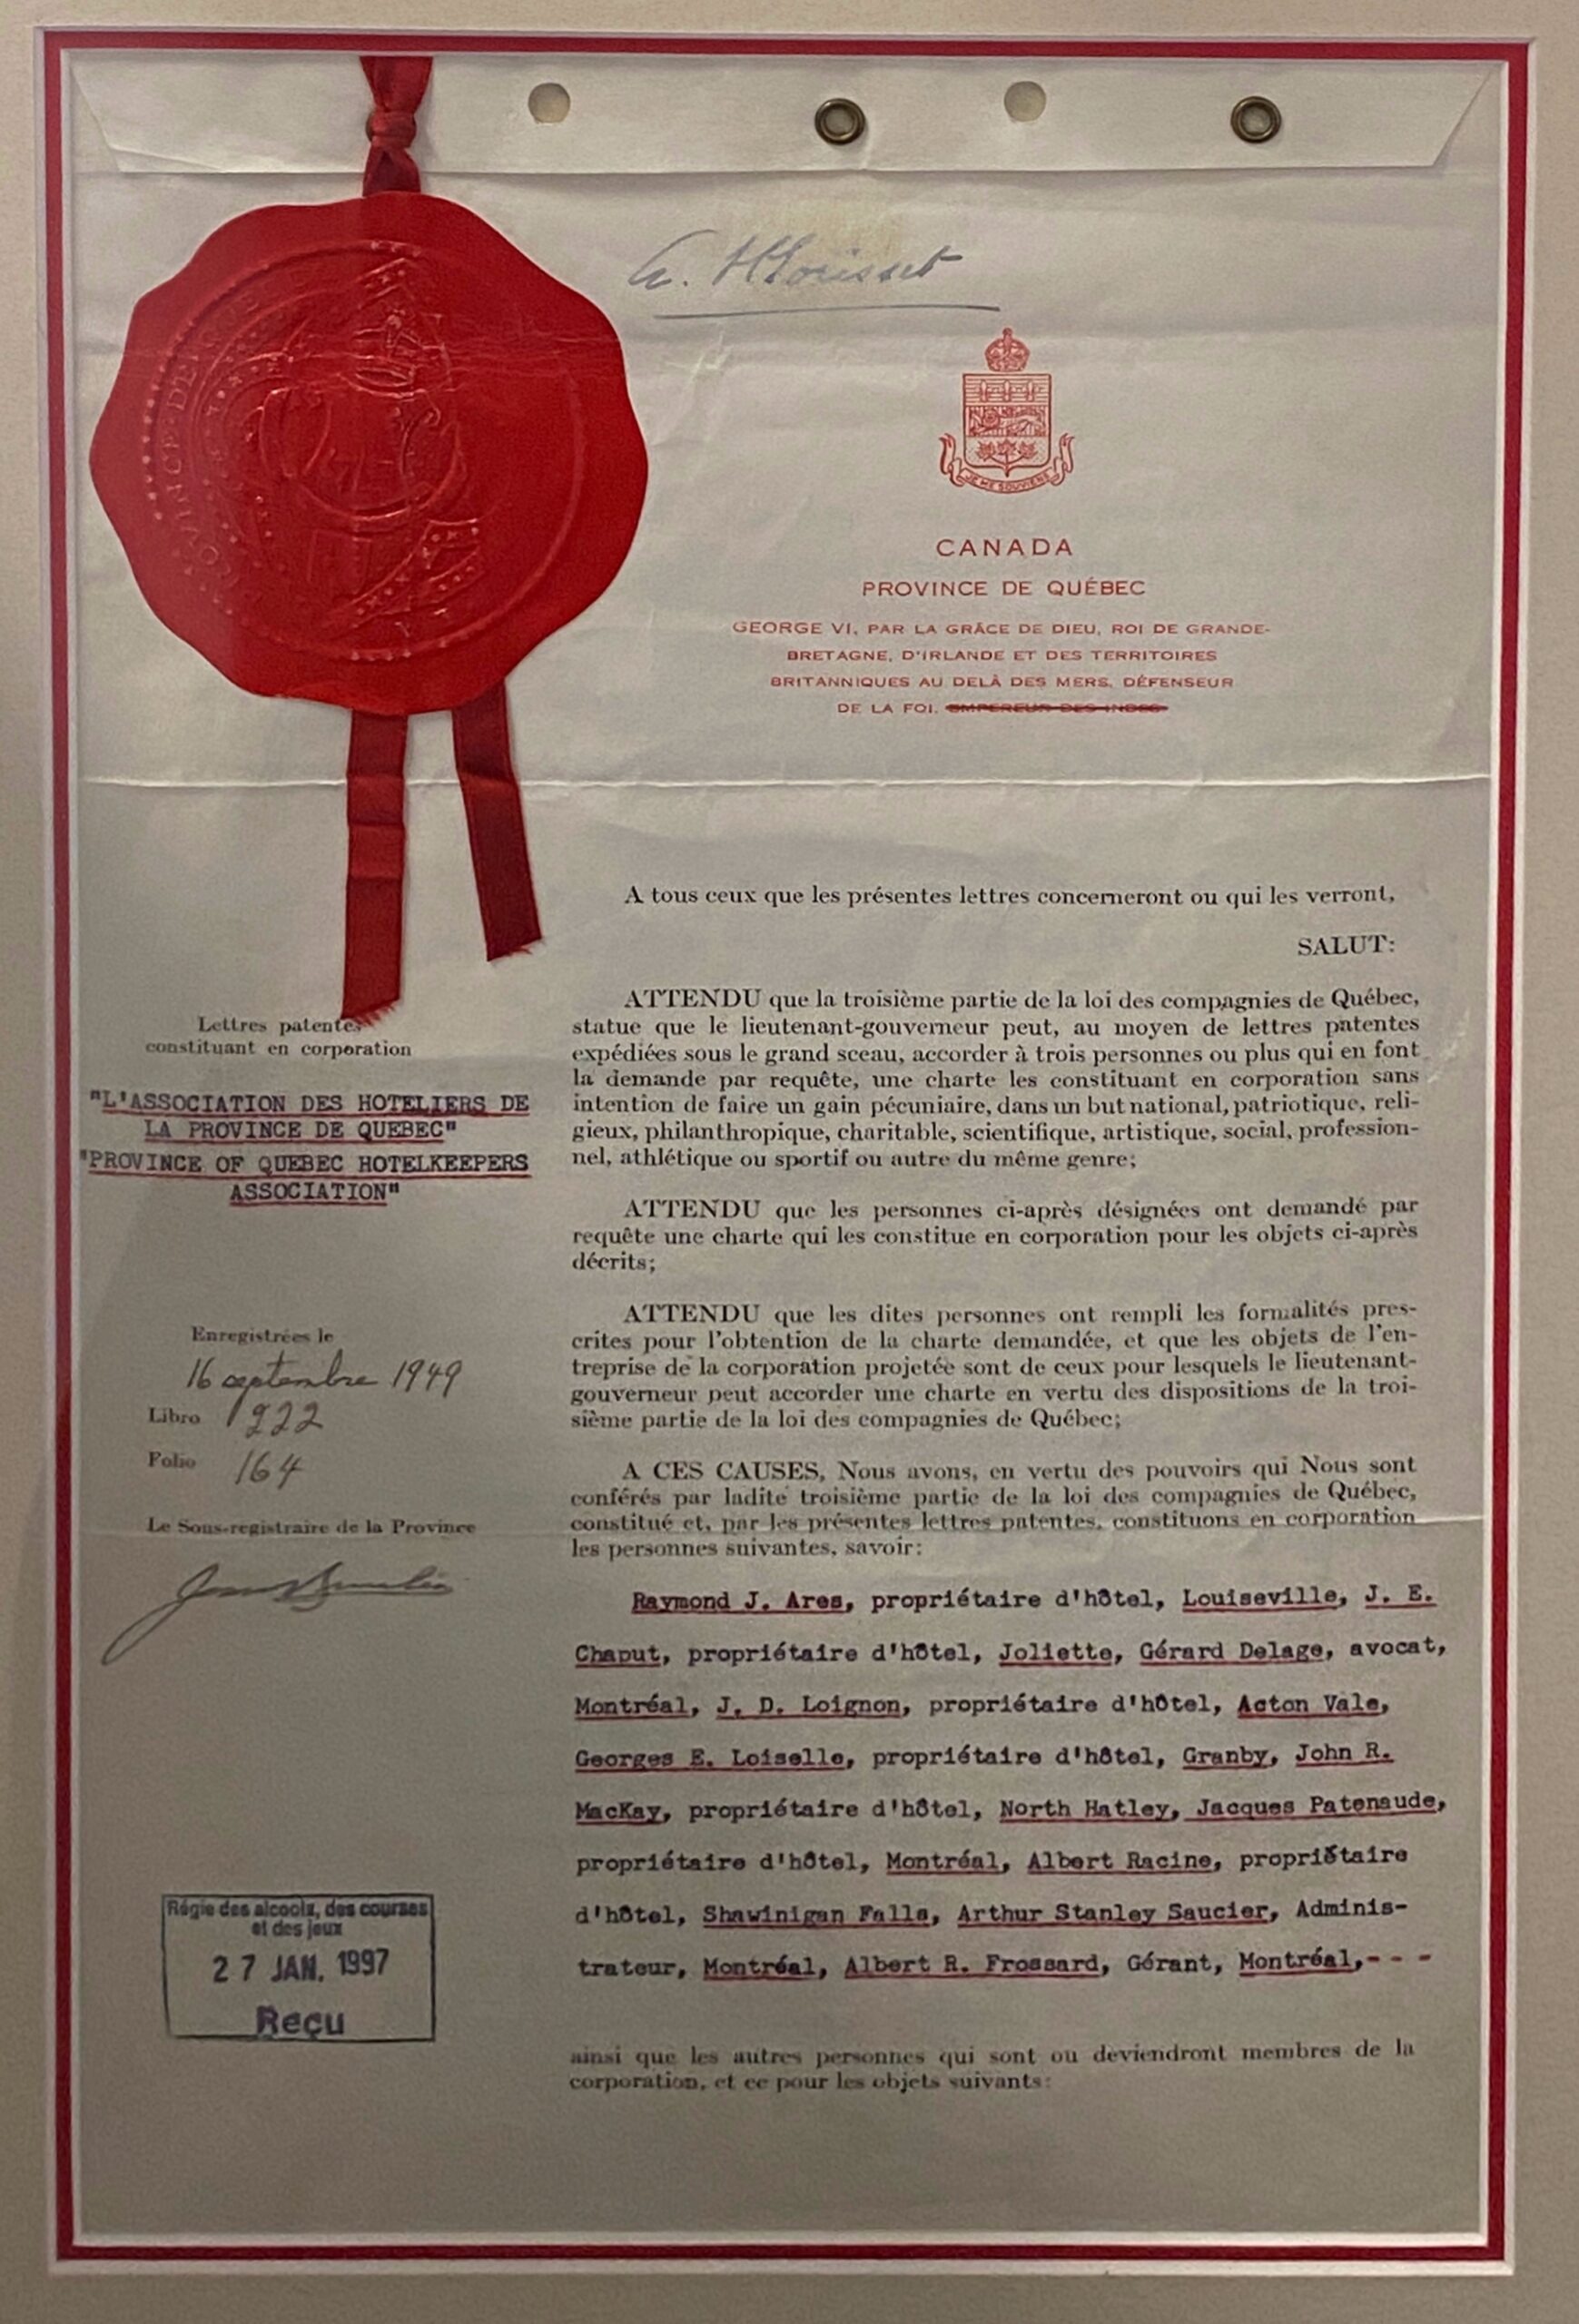 A. Morisset
PROVINCE DE
JE ME SOUVIENS
CANADA
PROVINCE DE QUÉBEC
GEORGE VI, PAR LA GRÂCE DE DIEU, ROI DE GRANDE-
BRETAGNE, D'IRLANDE ET DES TERRITOIRES
BRITANNIQUES AU DELÀ DES MERS, DÉFENSEUR
DE LA FOI, EMPEREUR DES INDES
A tous ceux que les présentes lettres concerneront ou qui les verront,
SALUT:
ATTENDU que la troisième partie de la loi des compagnies de Québec,
statue que le lieutenant-gouverneur peut, au moyen de lettres patentes
expédiées sous le grand sceau, accorder à trois personnes ou plus qui en font
la demande par requête, une charte les constituant en corporation sans
intention de faire un gain pécuniaire, dans un but national, patriotique, reli-
gieux, philanthropique, charitable, scientifique, artistique, social, profession-
nel, athlétique ou sportif ou autre du même genre;
ATTENDU que les personnes ci-après désignées ont demandé par
requête une charte qui les constitue en corporation pour les objets ci-après
décrits;
ATTENDU que les dites personnes ont rempli les formalités pres-
crites pour l'obtention de la charte demandée, et que les objets de l'en-
treprise de la corporation projetée sont de ceux pour lesquels le lieutenant-
gouverneur peut accorder une charte en vertu des dispositions de la troi-
sième partie de la loi des compagnies de Québec;
A CES CAUSES, Nous avons, en vertu des pouvoirs qui Nous sont
conférés par ladite troisième partie de la loi des compagnies de Québec,
constitué et, par les présentes lettres patentes, constituons en corporation
les personnes suivantes, savoir:
Raymond J. Ares, propriétaire d'hôtel, Louiseville, J. E.
Chaput, propriétaire d'hôtel, Joliette, Gérard Delage, avocat,
Montréal, J. D. Loignon, propriétaire d'hôtel, Acton Vale,
Georges E. Loiselle, propriétaire d'hôtel, Granby, John R.
MacKay, propriétaire d'hôtel, North Hatley, Jacques Patenaude,
propriétaire d'hôtel, Montréal, Albert Racine, propriétaire
d'hôtel, Shawinigan Falls, Arthur Stanley Saucier, Adminis-
trateur, Montréal, Albert R. Frossard, Gérant, Montréal,- - -
ainsi que les autres personnes qui sont ou deviendront membres de la
corporation, et ce pour les objets suivants:
Lettres patentes
constituant en corporation
"L'ASSOCIATION DES HOTELIERS DE
LA PROVINCE DE QUEBEC"
"PROVINCE OF QUEBEC HOTELKEEPERS
ASSOCIATION"
Enregistrées le
16 septembre 1949
Libro 222
Folio 164
Le Sous-registraire de la Province
Régie des alcools, des courses
et des jeux
27 JAN. 1997
Reçu